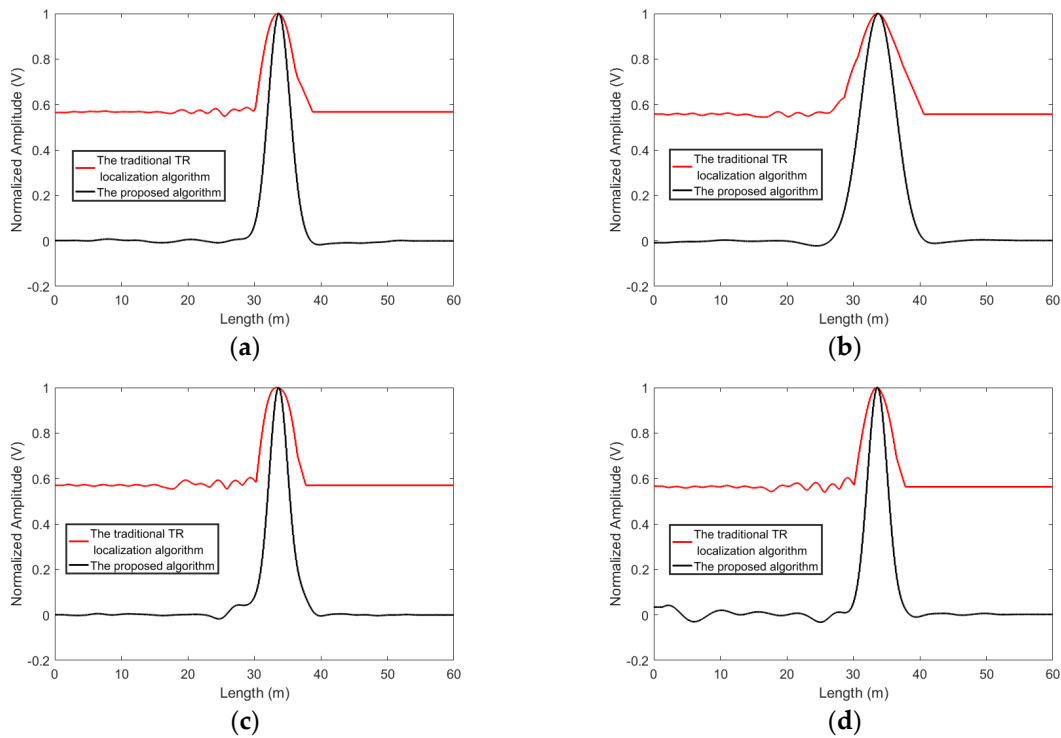 1
0.8
0.6
0.4
0.2
0
-0.2
Normalized Amplitude (V)
The traditional TR
localization algorithm
The proposed algorithm
0 10 20 30 40 50 60
Length (m)
(a)
1
0.8
0.6
0.4
0.2
0
-0.2
Normalized Amplitude (V)
The traditional TR
localization algorithm
The proposed algorithm
0 10 20 30 40 50 60
Length (m)
(b)
1
0.8
0.6
0.4
0.2
0
-0.2
Normalized Amplitude (V)
The traditional TR
localization algorithm
The proposed algorithm
0 10 20 30 40 50 60
Length (m)
(c)
1
0.8
0.6
0.4
0.2
0
-0.2
Normalized Amplitude (V)
The traditional TR
localization algorithm
The proposed algorithm
0 10 20 30 40 50 60
Length (m)
(d)